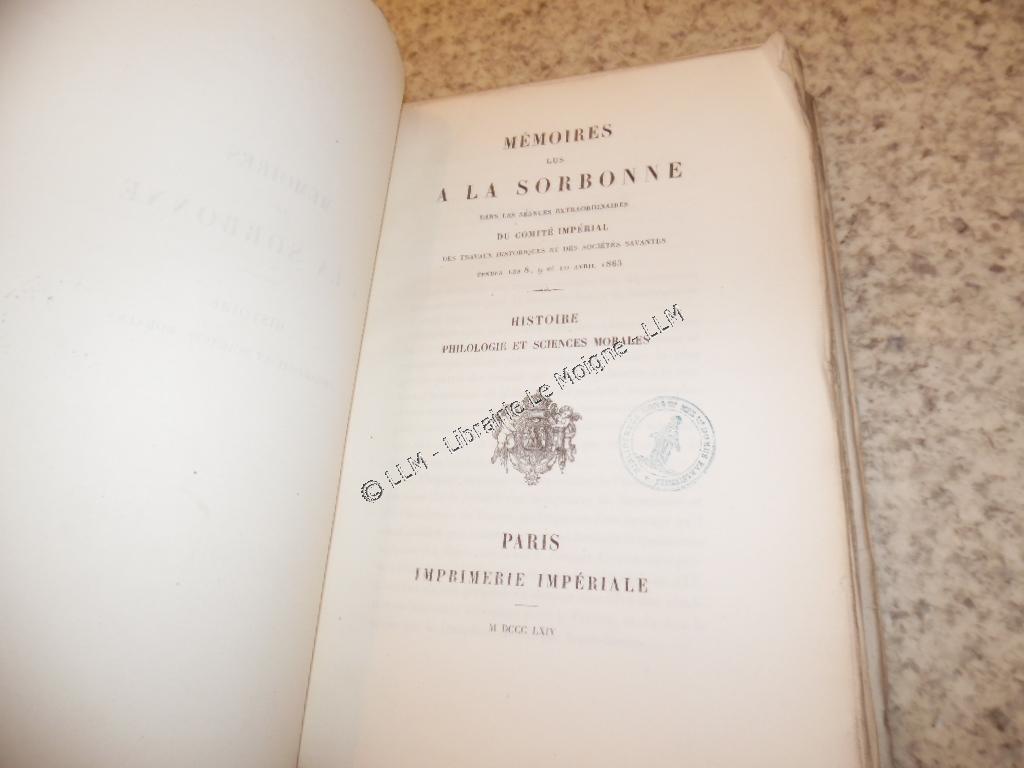 MÉMOIRES
LUS
A LA SORBONNE
DANS LES SÉANCES EXTRAORDINAIRES
DU COMITÉ IMPÉRIAL
DES TRAVAUX HISTORIQUES ET DES SOCIÉTÉS SAVANTES
TENUES LES 8, 9 ET 10 AVRIL 1863
HISTOIRE
PHILOLOGIE ET SCIENCES MORALES
© LLM - Librairie Le Moigne - LLM
PARIS
IMPRIMERIE IMPÉRIALE
M DCCC LXIV